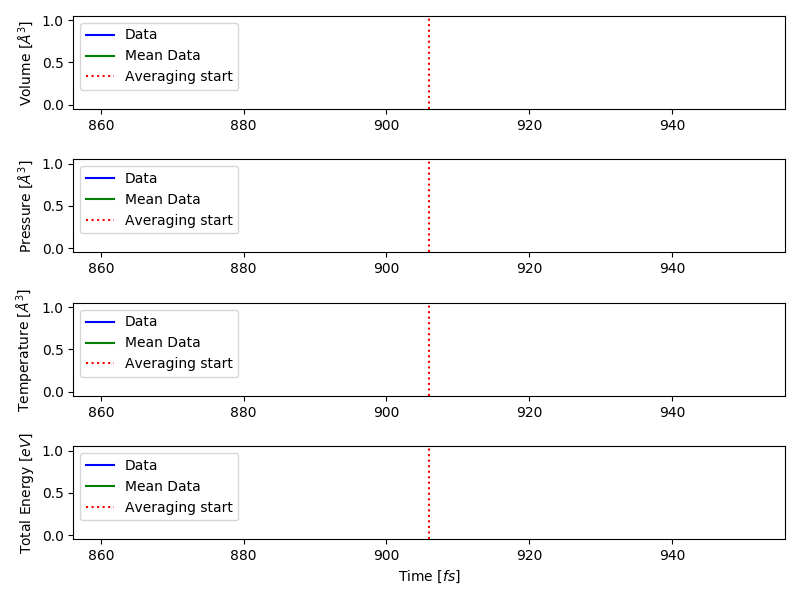 Volume [Å³]
1.0
0.5
0.0
Data
Mean Data
Averaging start
860 880 900 920 940
Pressure [Å³]
1.0
0.5
0.0
Data
Mean Data
Averaging start
860 880 900 920 940
Temperature [Å³]
1.0
0.5
0.0
Data
Mean Data
Averaging start
860 880 900 920 940
Total Energy [eV]
1.0
0.5
0.0
Data
Mean Data
Averaging start
860 880 900 920 940
Time [fs]